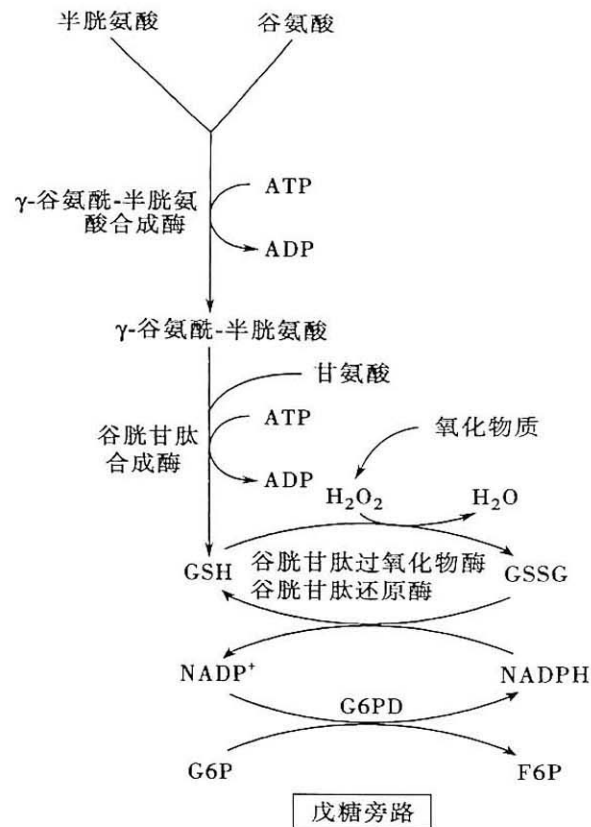 半胱氨酸 谷氨酸
γ-谷氨酰-半胱氨
酸合成酶
ATP
ADP
γ-谷氨酰-半胱氨酸
甘氨酸
谷胱甘肽
合成酶
ATP
ADP
氧化物质
H₂O₂ H₂O
GSH 谷胱甘肽过氧化物酶 GSSG
谷胱甘肽还原酶
NADP⁺ NADPH
G6PD
G6P F6P
戊糖旁路